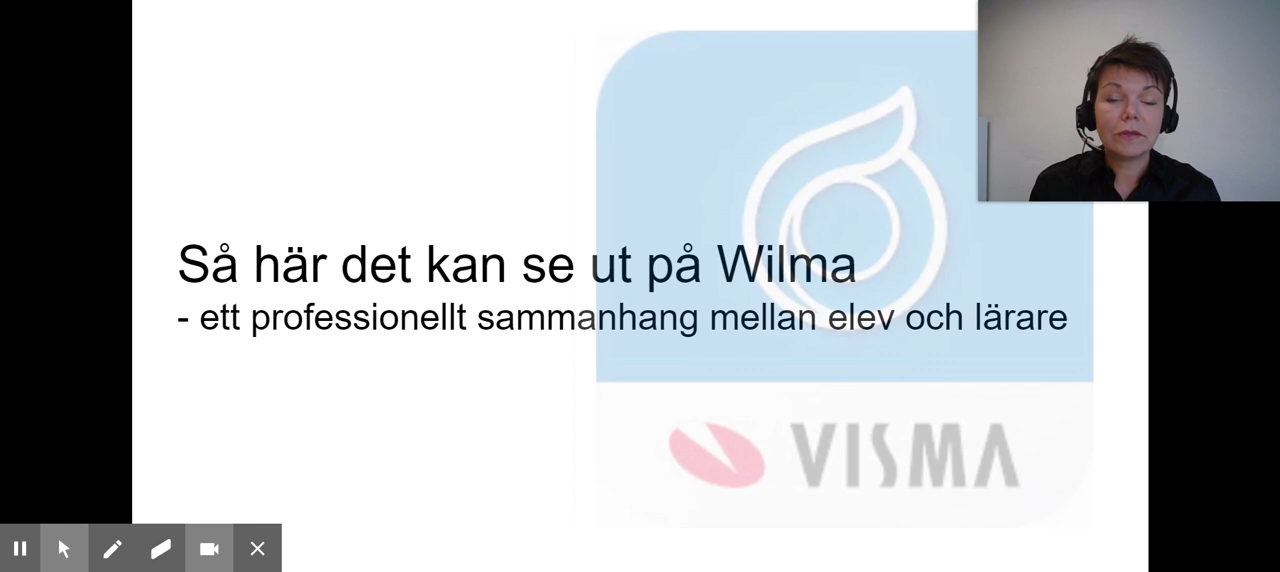 Så här det kan se ut på Wilma
- ett professionellt sammanhang mellan elev och lärare
VISMA